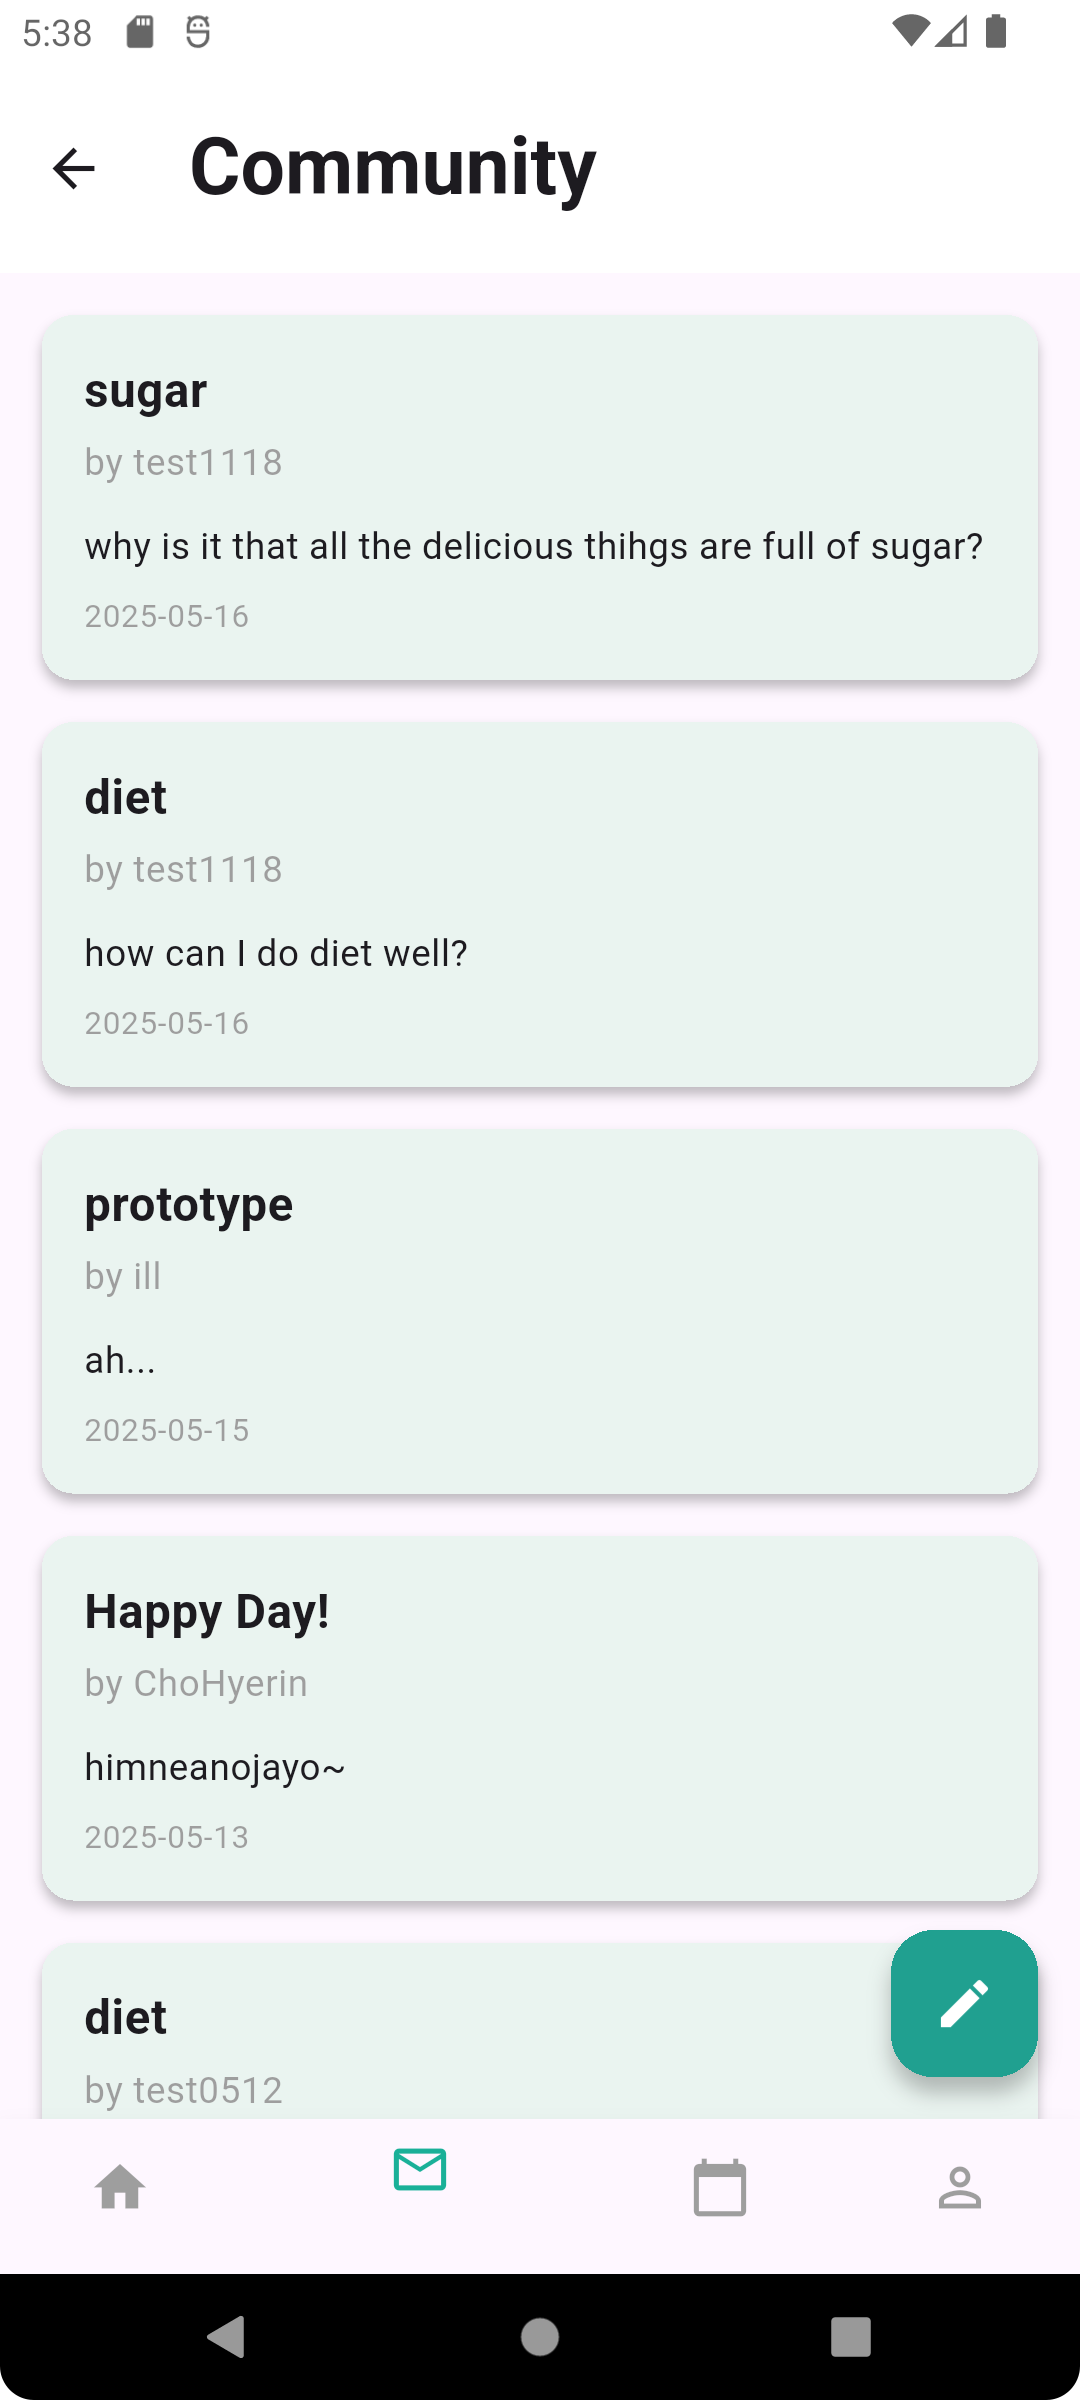 5:38
Community
sugar
by test1118
why is it that all the delicious thihgs are full of sugar?
2025-05-16
diet
by test1118
how can I do diet well?
2025-05-16
prototype
by ill
ah...
2025-05-15
Happy Day!
by ChoHyerin
himneanojayo~
2025-05-13
diet
by test0512